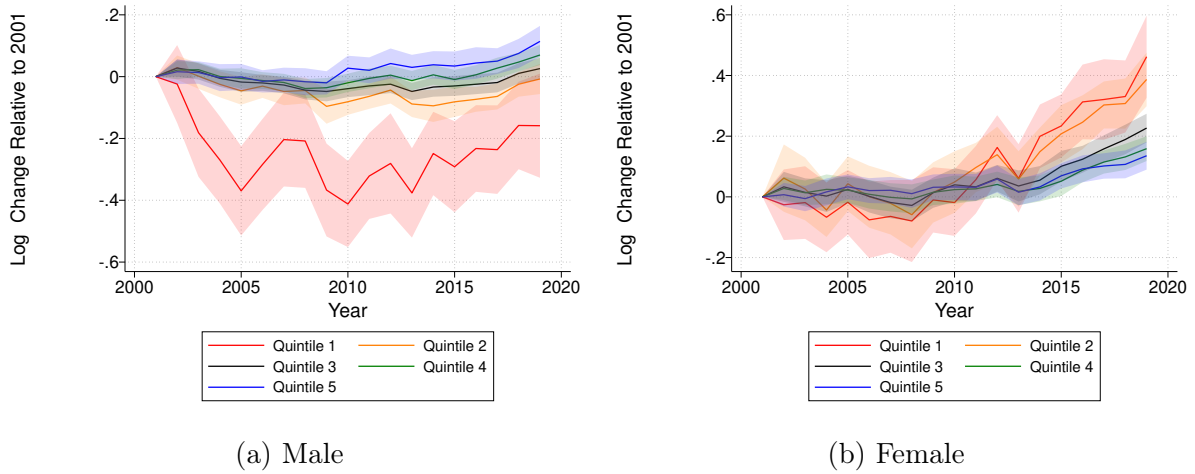 Log Change Relative to 2001
.2
0
-.2
-.4
-.6
2000 2005 2010 2015 2020
Year
Quintile 1 Quintile 2
Quintile 3 Quintile 4
Quintile 5
(a) Male
Log Change Relative to 2001
.6
.4
.2
0
-.2
2000 2005 2010 2015 2020
Year
Quintile 1 Quintile 2
Quintile 3 Quintile 4
Quintile 5
(b) Female